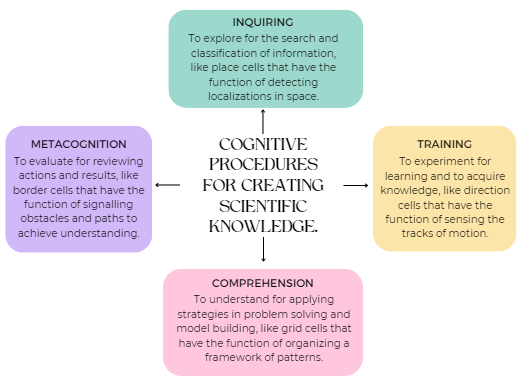 INQUIRING
To explore for the search and
classification of information,
like place cells that have the
function of detecting
localizations in space.
METACOGNITION
To evaluate for reviewing
actions and results, like
border cells that have the
function of signalling
obstacles and paths to
achieve understanding.
COGNITIVE
PROCEDURES
FOR CREATING
SCIENTIFIC
KNOWLEDGE.
TRAINING
To experiment for
learning and to acquire
knowledge, like direction
cells that have the
function of sensing the
tracks of motion.
COMPREHENSION
To understand for applying
strategies in problem solving and
model building, like grid cells that
have the function of organizing a
framework of patterns.